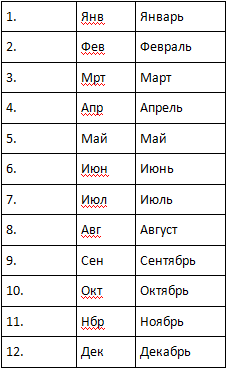 1. Янв Январь
2. Фев Февраль
3. Мрт Март
4. Апр Апрель
5. Май Май
6. Июн Июнь
7. Июл Июль
8. Авг Август
9. Сен Сентябрь
10. Окт Октябрь
11. Нбр Ноябрь
12. Дек Декабрь